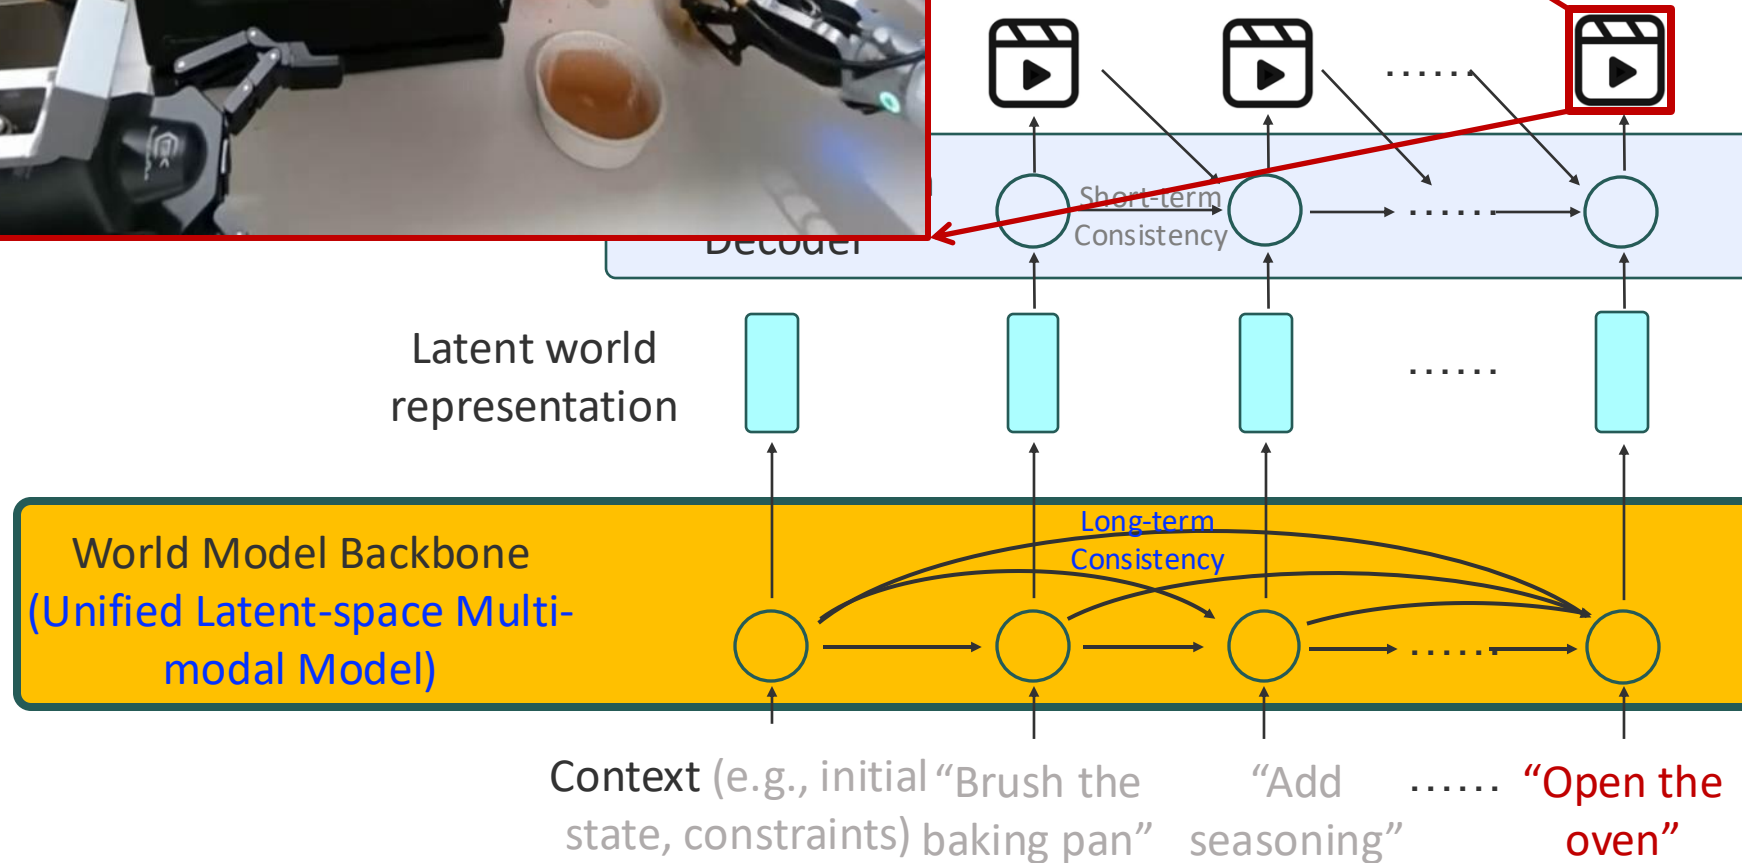 Short-term
Consistency
Decoder
Latent world
representation
......
World Model Backbone
(Unified Latent-space Multi-
modal Model)
Long-term
Consistency
Context (e.g., initial
state, constraints)
“Brush the
baking pan”
“Add
seasoning”
......
“Open the
oven”